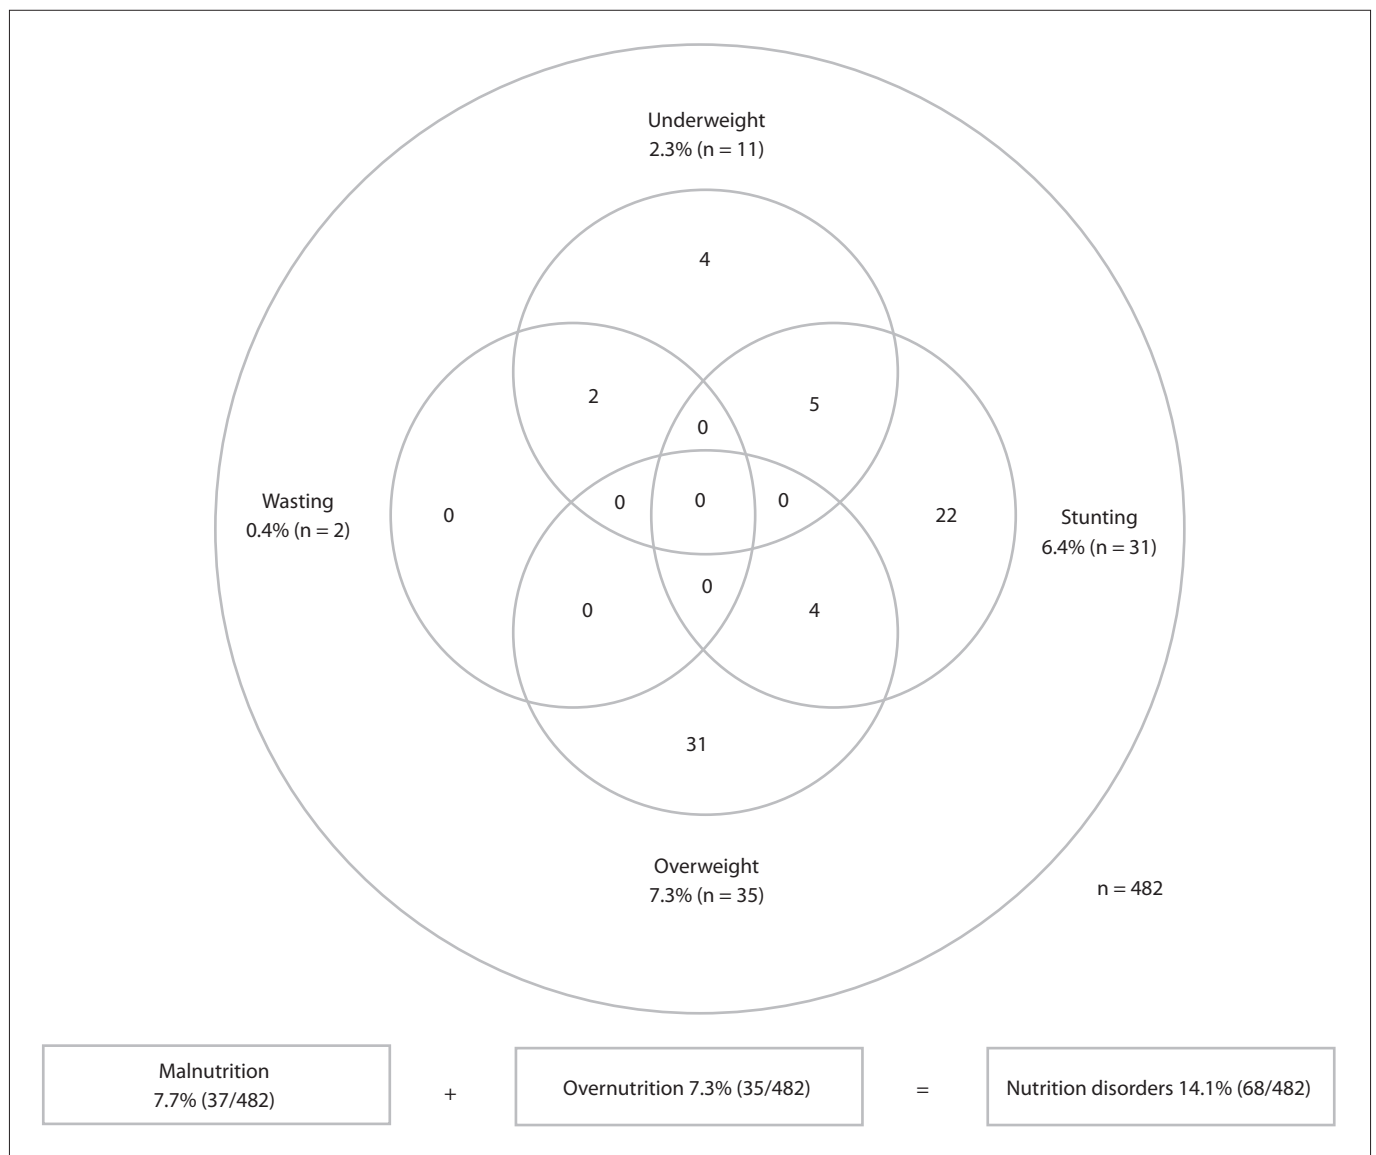 Underweight
2.3% (n = 11)
4
2
5
0
Wasting
0.4% (n = 2)
0
0
0
0
22
Stunting
6.4% (n = 31)
0
0
4
31
Overweight
7.3% (n = 35)
n = 482
Malnutrition
7.7% (37/482)
+
Overnutrition 7.3% (35/482)
=
Nutrition disorders 14.1% (68/482)